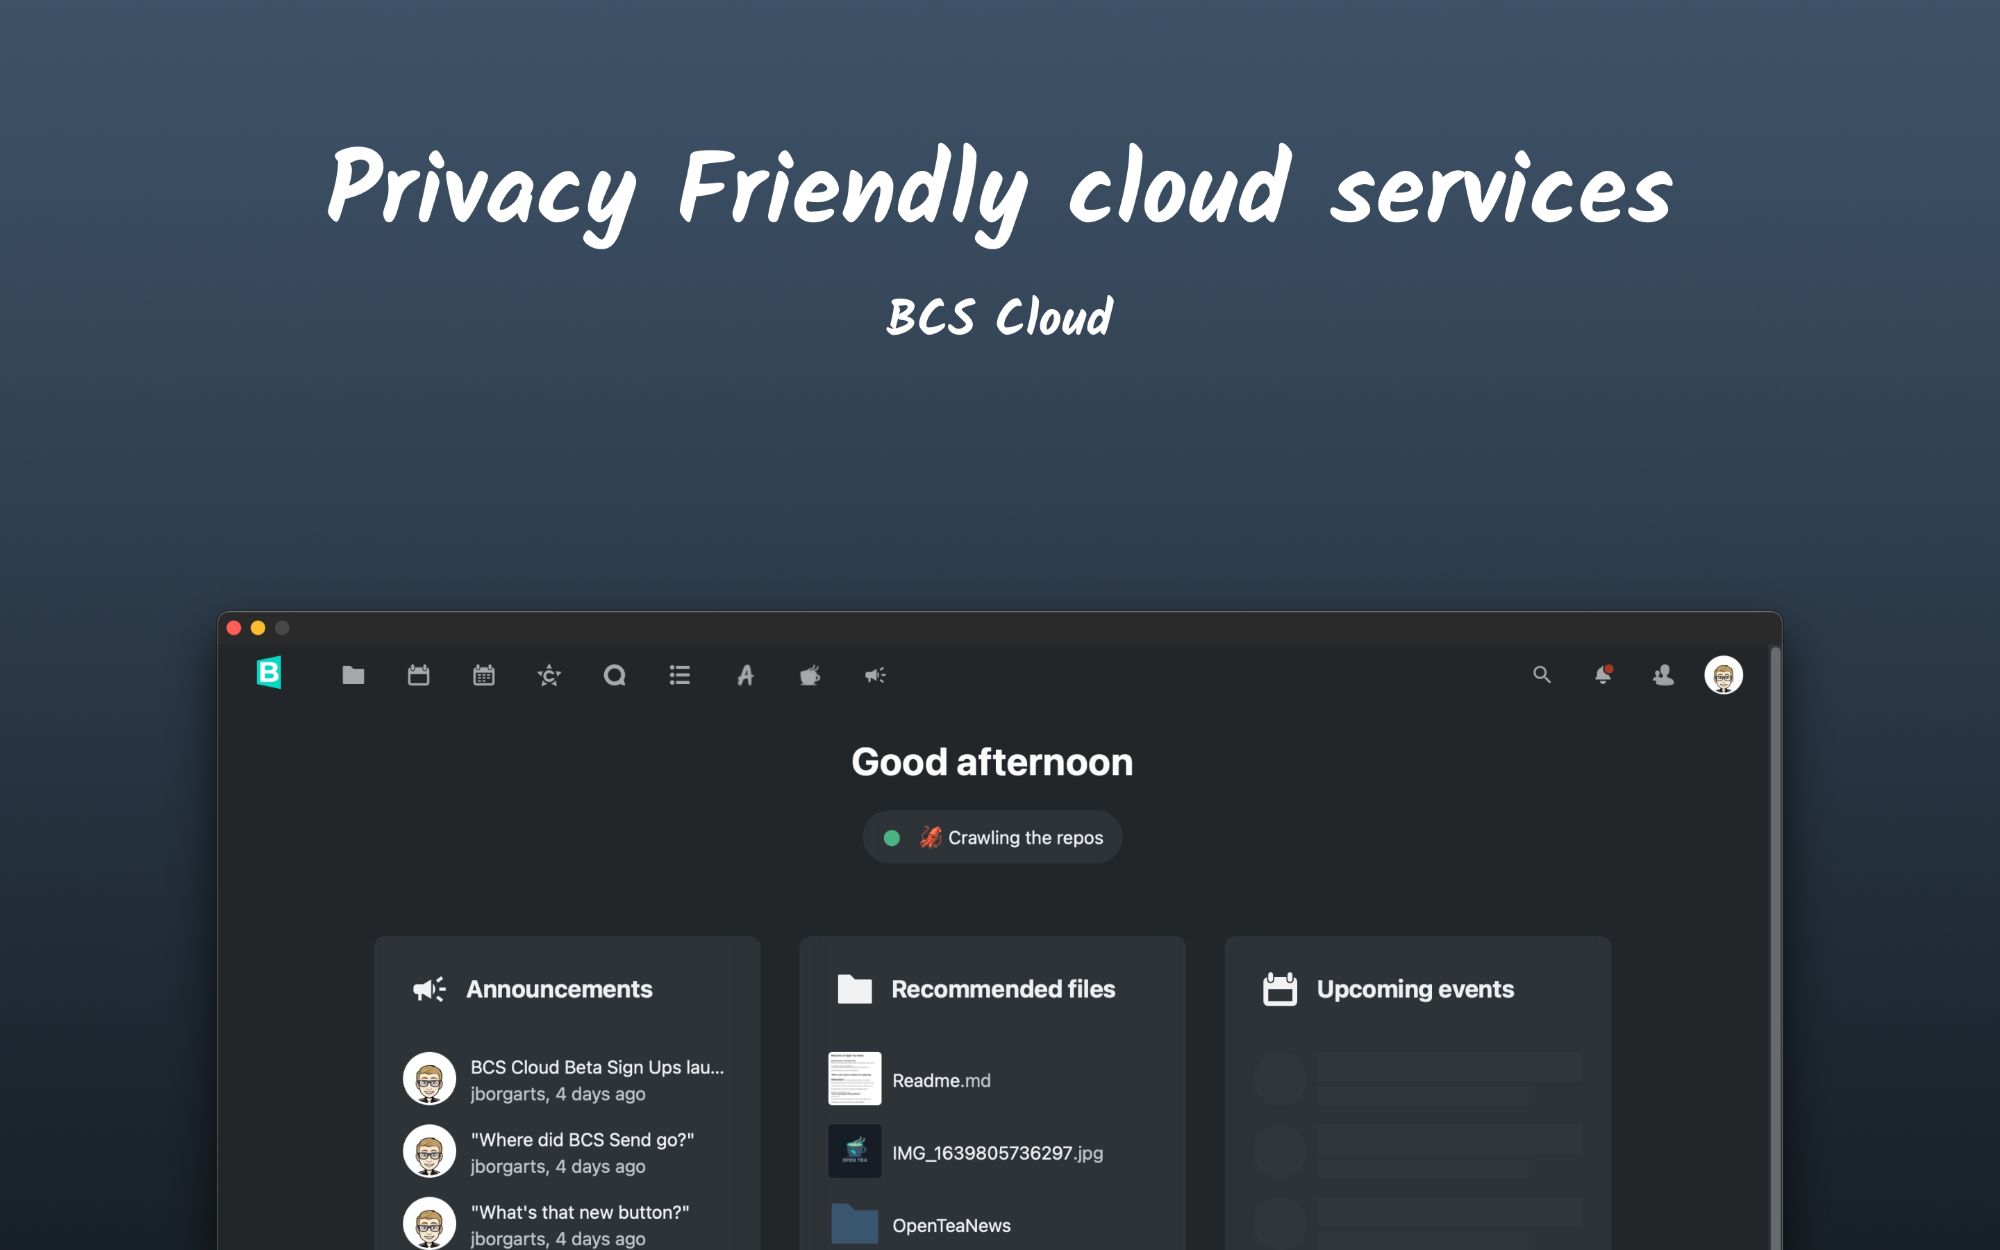 Privacy Friendly cloud services
BCS Cloud
B
Good afternoon
Crawling the repos
Announcements
BCS Cloud Beta Sign Ups lau...
jborgarts, 4 days ago
"Where did BCS Send go?"
jborgarts, 4 days ago
"What's that new button?"
jborgarts, 4 days ago
Recommended files
Readme.md
OPEN TEA
IMG_1639805736297.jpg
OpenTeaNews
Upcoming events